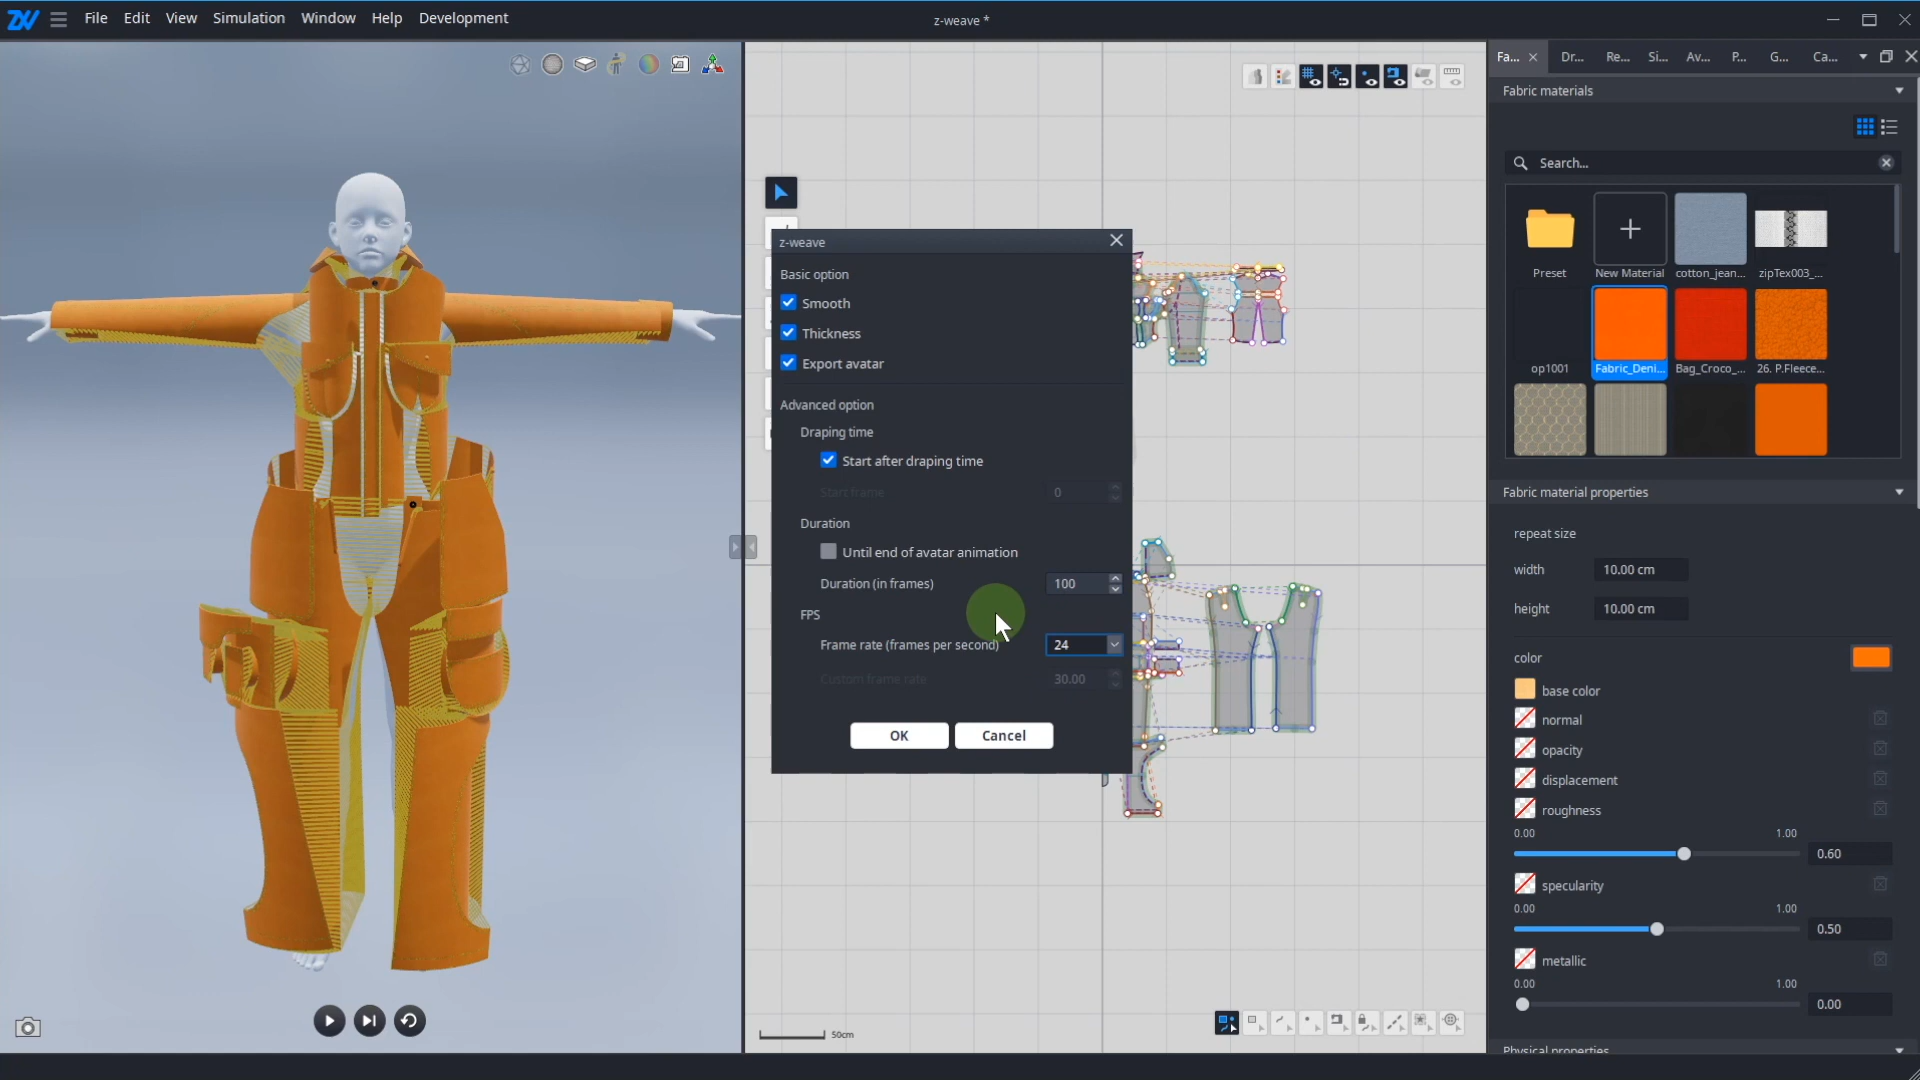 ZW File Edit View Simulation Window Help Development
z-weave *
Fa... Dr... Re... Si... Av... P... G... Ca...
Fabric materials
Search...
Preset
New Material
cotton_jean...
zipTex003_...
op1001
Fabric_Deni...
Bag_Croco_...
26. P.Fleece...
z-weave
Basic option
Smooth
Thickness
Export avatar
Advanced option
Draping time
Start after draping time
Start frame 0
Duration
Until end of avatar animation
Duration (in frames) 100
FPS
Frame rate (frames per second) 24
Custom frame rate 30.00
OK Cancel
50cm
Fabric material properties
repeat size
width 10.00 cm
height 10.00 cm
color
base color
normal
opacity
displacement
roughness
0.00 1.00
0.60
specularity
0.00 1.00
0.50
metallic
0.00 1.00
0.00
Physical properties